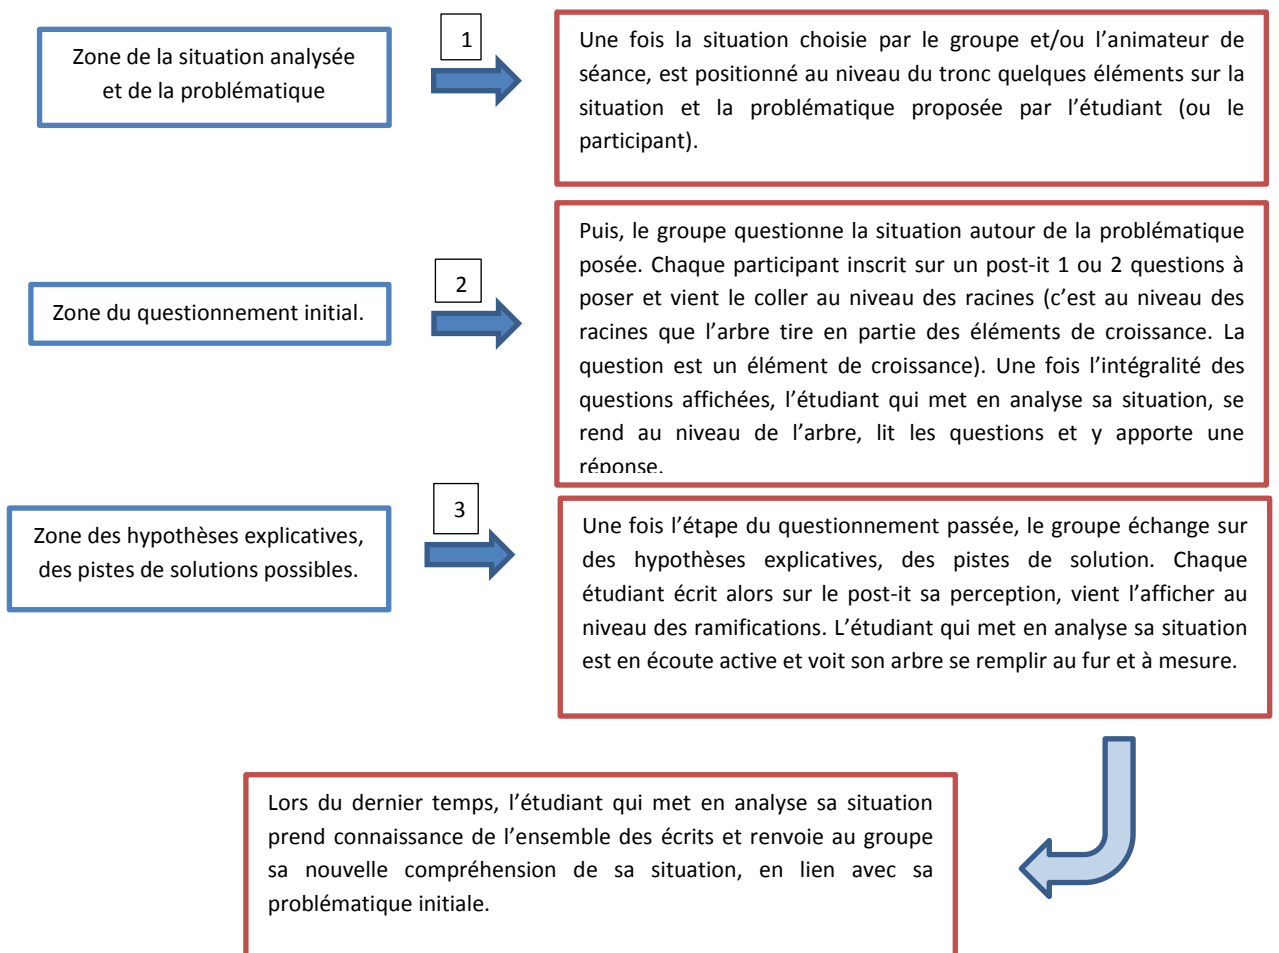 Zone de la situation analysée
et de la problématique
1
Une fois la situation choisie par le groupe et/ou l’animateur de
séance, est positionné au niveau du tronc quelques éléments sur la
situation et la problématique proposée par l’étudiant (ou le
participant).
Zone du questionnement initial.
2
Puis, le groupe questionne la situation autour de la problématique
posée. Chaque participant inscrit sur un post-it 1 ou 2 questions à
poser et vient le coller au niveau des racines (c’est au niveau des
racines que l’arbre tire en partie des éléments de croissance. La
question est un élément de croissance). Une fois l’intégralité des
questions affichées, l’étudiant qui met en analyse sa situation, se
rend au niveau de l’arbre, lit les questions et y apporte une
réponse.
Zone des hypothèses explicatives,
des pistes de solutions possibles.
3
Une fois l’étape du questionnement passée, le groupe échange sur
des hypothèses explicatives, des pistes de solution. Chaque
étudiant écrit alors sur le post-it sa perception, vient l’afficher au
niveau des ramifications. L’étudiant qui met en analyse sa situation
est en écoute active et voit son arbre se remplir au fur et à mesure.
Lors du dernier temps, l’étudiant qui met en analyse sa situation
prend connaissance de l’ensemble des écrits et renvoie au groupe
sa nouvelle compréhension de sa situation, en lien avec sa
problématique initiale.